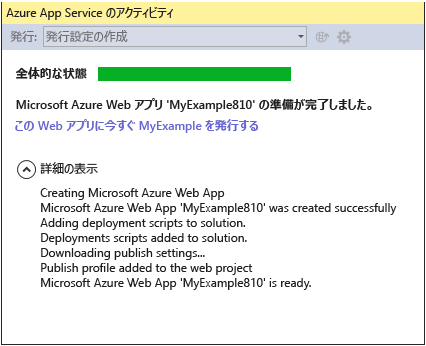 Azure App Service のアクティビティ
発行: 発行設定の作成
全体的な状態
Microsoft Azure Web アプリ 'MyExample810' の準備が完了しました。
この Web アプリに今すぐ MyExample を発行する
詳細の表示
Creating Microsoft Azure Web App
Microsoft Azure Web App 'MyExample810' was created successfully
Adding deployment scripts to solution.
Deployments scripts added to solution.
Downloading publish settings...
Publish profile added to the web project
Microsoft Azure Web App 'MyExample810' is ready.